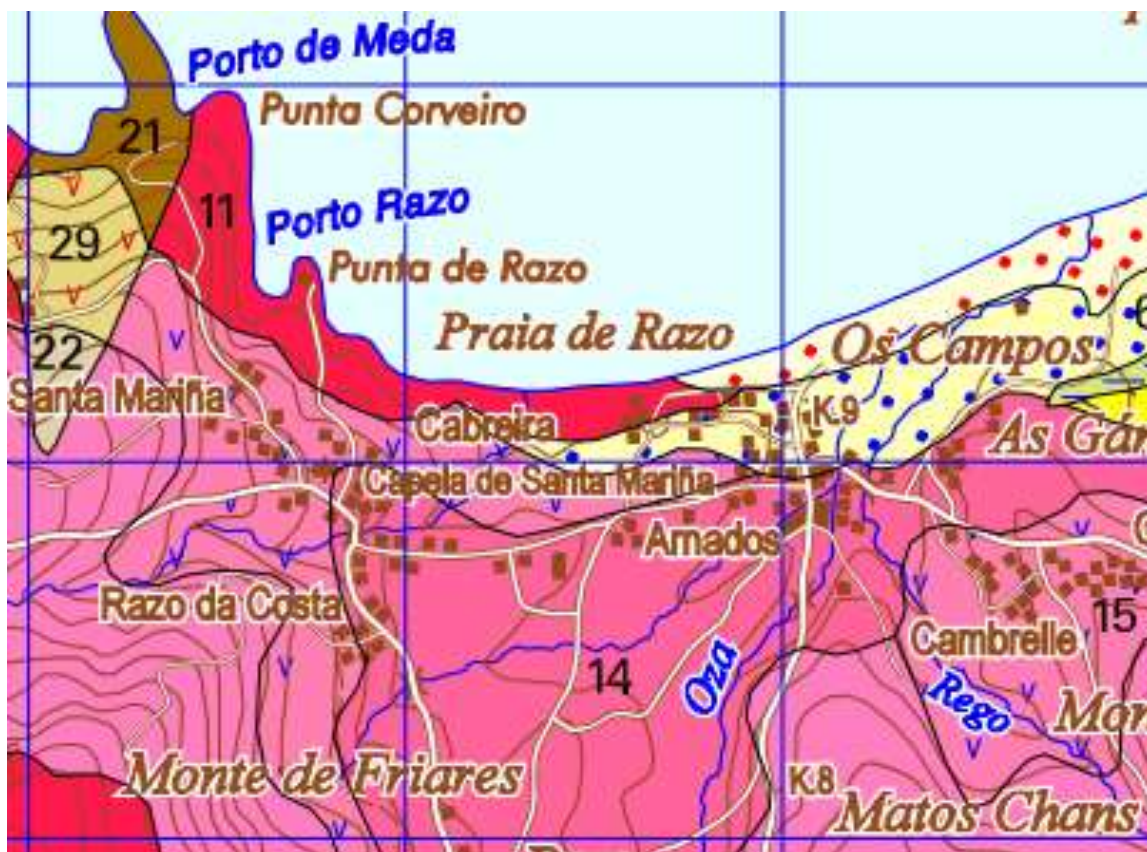 Porto de Meda
Punta Corveiro
21
11
Porto Razo
29
Punta de Razo
Praia de Razo
Os Campos
22
Santa Mariña
Cabreira
K.9
As
Capela de Santa Mariña
Arnados
Razo da Costa
15
Cambrelle
14
Oza
Rego
Monte de Friares
K.8
Matos Chans